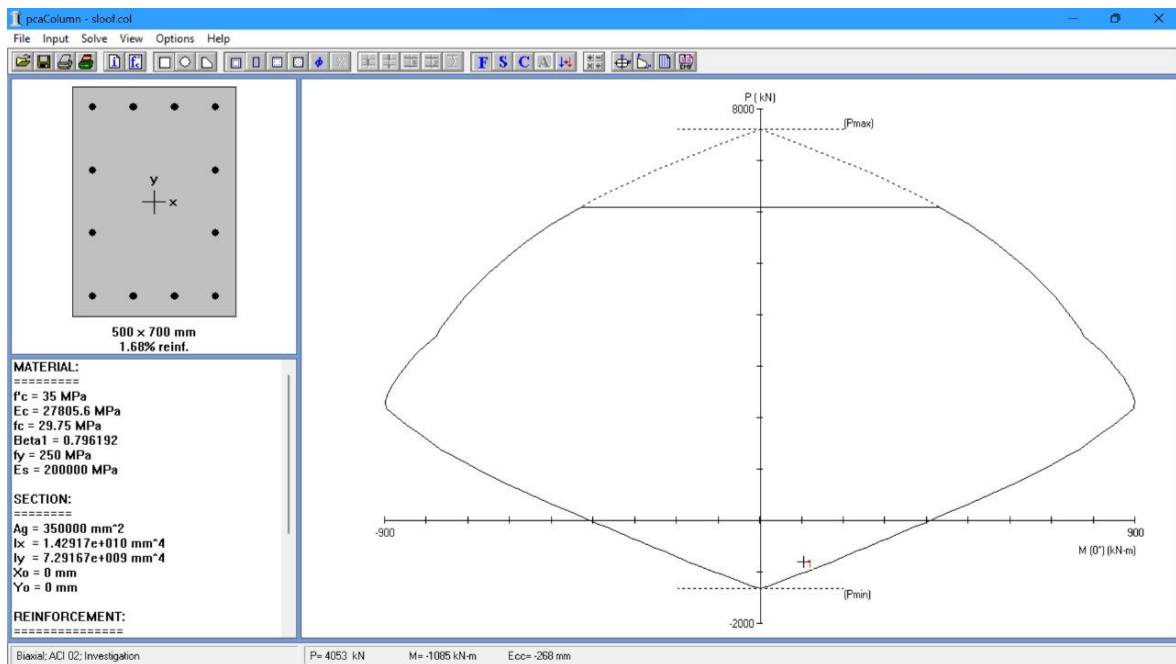 pcaColumn - sloof.col
File Input Solve View Options Help
F S C A
y
x
500 x 700 mm
1.68% reinf.
MATERIAL:
=========
f'c = 35 MPa
Ec = 27805.6 MPa
fc = 29.75 MPa
Beta1 = 0.796192
fy = 250 MPa
Es = 200000 MPa
SECTION:
========
Ag = 350000 mm^2
Ix = 1.42917e+010 mm^4
Iy = 7.29167e+009 mm^4
Xo = 0 mm
Yo = 0 mm
REINFORCEMENT:
===============
P ( kN)
8000
(Pmax)
-900
900
M (0°) (kN-m)
1
(Pmin)
-2000
Biaxial; ACI 02; Investigation
P= 4053 kN M= -1085 kN-m Ecc= -268 mm